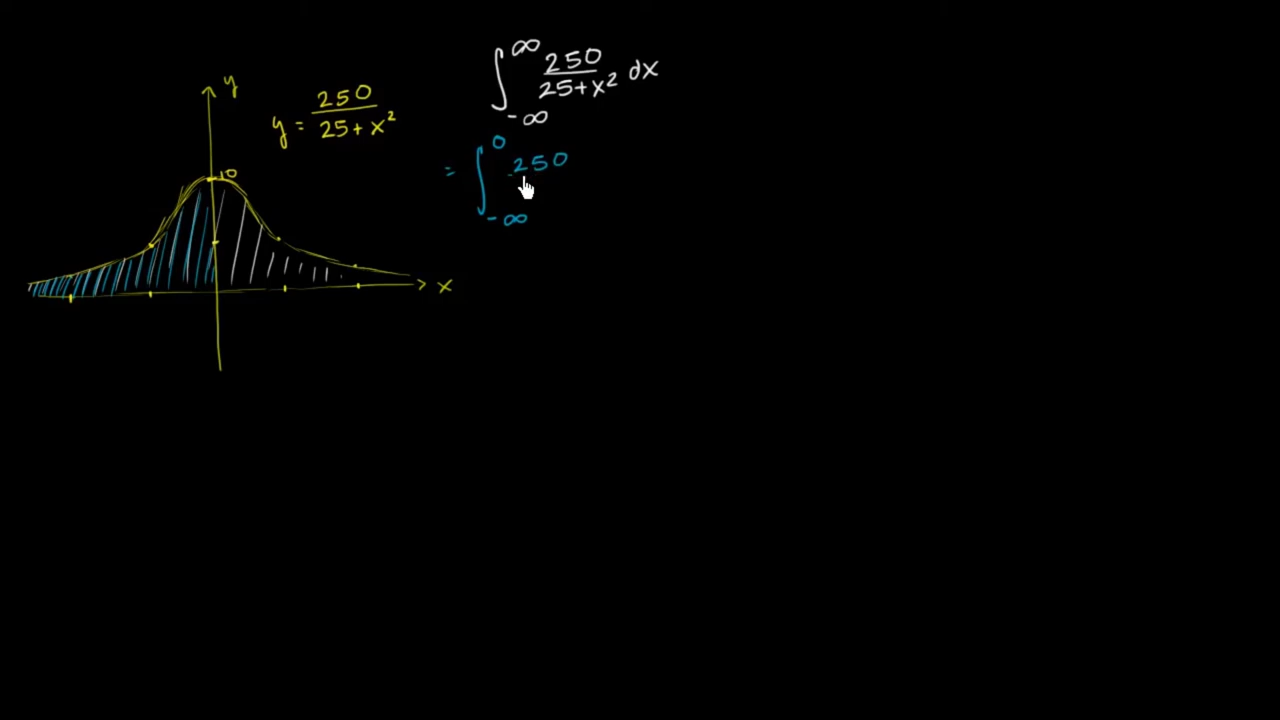 y
y = 250 / 25 + x²
10
x
∫_{-∞}^{∞} 250 / 25 + x² dx
= ∫_{-∞}^{0} 250